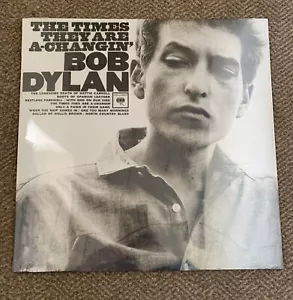 THE TIMES
THEY ARE
A-CHANGIN'
BOB
DYLAN
THE LONESOME DEATH OF HATTIE CARROLL
BOOTS OF SPANISH LEATHER
RESTLESS FAREWELL / WITH GOD ON OUR SIDE
THE TIMES THEY ARE A-CHANGIN'
ONLY A PAWN IN THEIR GAME
WHEN THE SHIP COMES IN / ONE TOO MANY MORNINGS
BALLAD OF HOLLIS BROWN / NORTH COUNTRY BLUES